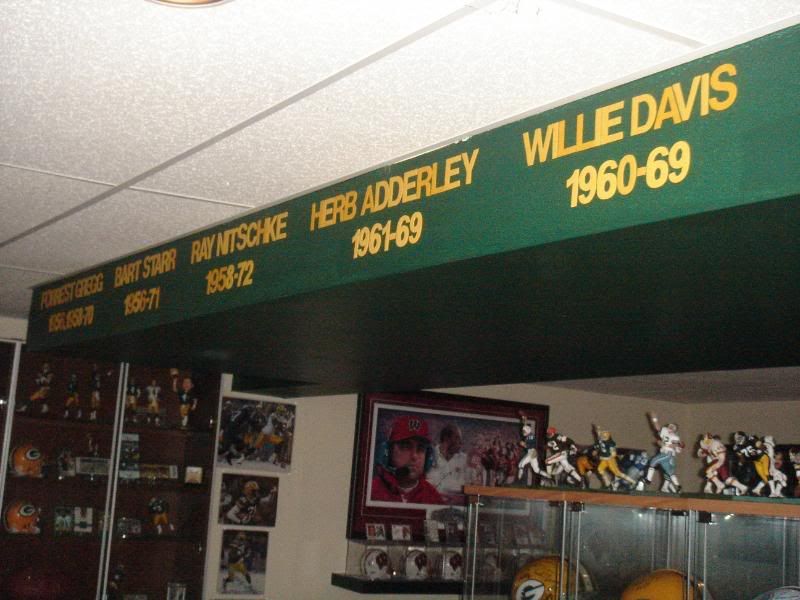 FORREST GREGG
1956,1958-70
BART STARR
1956-71
RAY NITSCHKE
1958-72
HERB ADDERLEY
1961-69
WILLIE DAVIS
1960-69
W
G